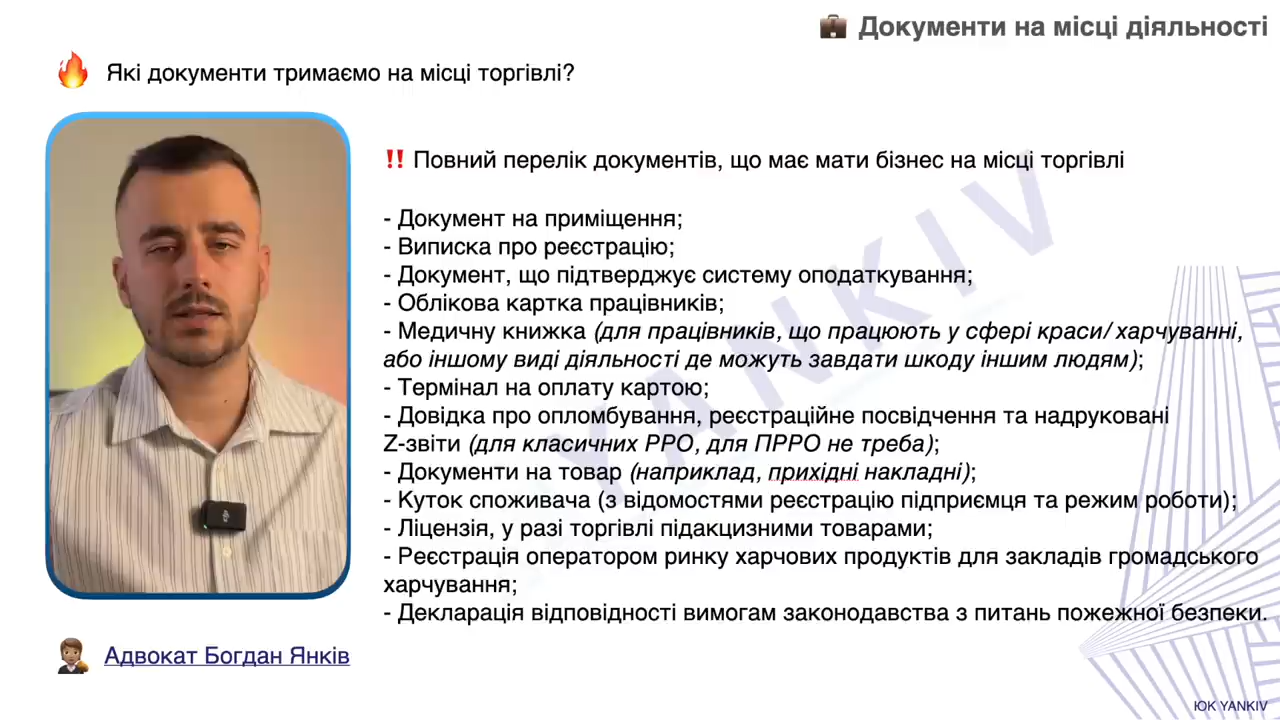 💼 Документи на місці діяльності
🔥 Які документи тримаємо на місці торгівлі?
‼️ Повний перелік документів, що має мати бізнес на місці торгівлі
- Документ на приміщення;
- Виписка про реєстрацію;
- Документ, що підтверджує систему оподаткування;
- Облікова картка працівників;
- Медичну книжка (для працівників, що працюють у сфері краси/харчуванні,
або іншому виді діяльності де можуть завдати шкоду іншим людям);
- Термінал на оплату картою;
- Довідка про опломбування, реєстраційне посвідчення та надруковані
Z-звіти (для класичних РРО, для ПРРО не треба);
- Документи на товар (наприклад, прихідні накладні);
- Куток споживача (з відомостями реєстрацію підприємця та режим роботи);
- Ліцензія, у разі торгівлі підакцизними товарами;
- Реєстрація оператором ринку харчових продуктів для закладів громадського
харчування;
- Декларація відповідності вимогам законодавства з питань пожежної безпеки.
YANKIV
Адвокат Богдан Янків
ЮК YANKIV